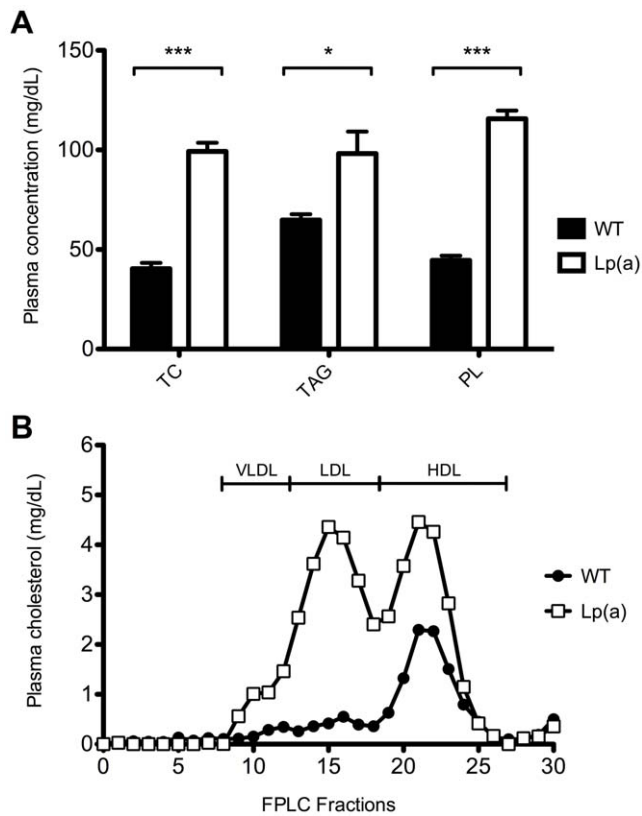 A
Plasma concentration (mg/dL)
150
100
50
0
***
*
***
TC
TAG
PL
WT
Lp(a)
B
Plasma cholesterol (mg/dL)
6
5
4
3
2
1
0
VLDL
LDL
HDL
WT
Lp(a)
0 5 10 15 20 25 30
FPLC Fractions